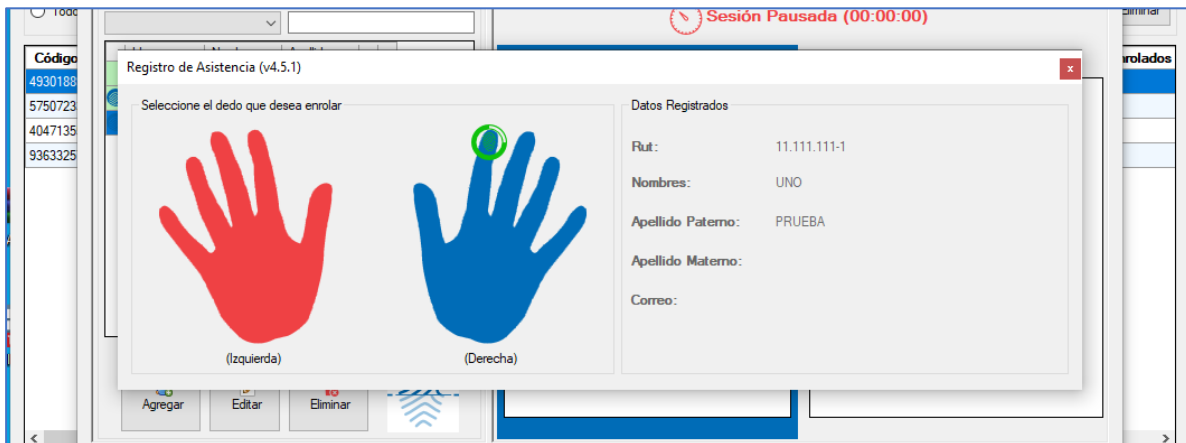 Todo
Sesión Pausada (00:00:00)
Eliminar
Código
Registro de Asistencia (v4.5.1)
x
4930188
5750723
4047135
9363325
Seleccione el dedo que desea enrolar
Datos Registrados
Rut:
11.111.111-1
Nombres:
UNO
Apellido Paterno:
PRUEBA
Apellido Materno:
Correo:
(Izquierda)
(Derecha)
Agregar
Editar
Eliminar